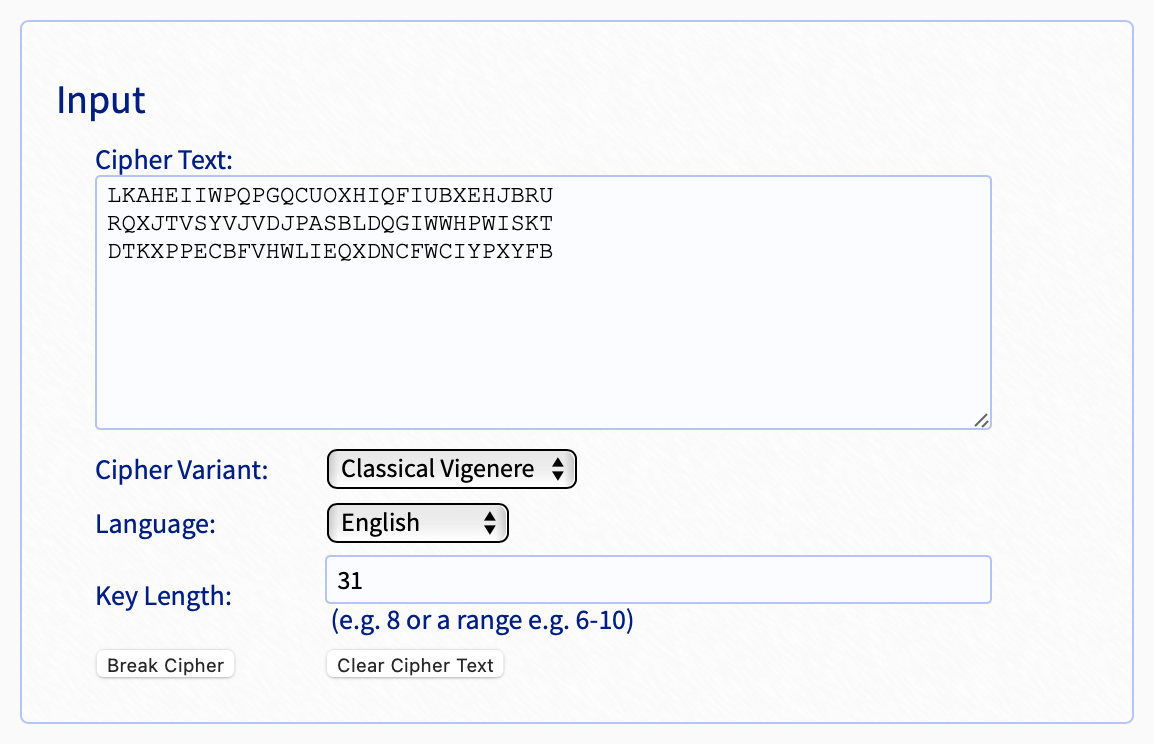 Input
Cipher Text:
LKAHEIIWPQPGQCUOXHIQFIUBXEHJBRU
RQXJTVSYVJVDJPASBLDQGIWWHPWISKT
DTKXPPECBFVHWLIEQXDNCFWCIYPXYFB
Cipher Variant: Classical Vigenere
Language: English
Key Length: 31
(e.g. 8 or a range e.g. 6-10)
Break Cipher Clear Cipher Text